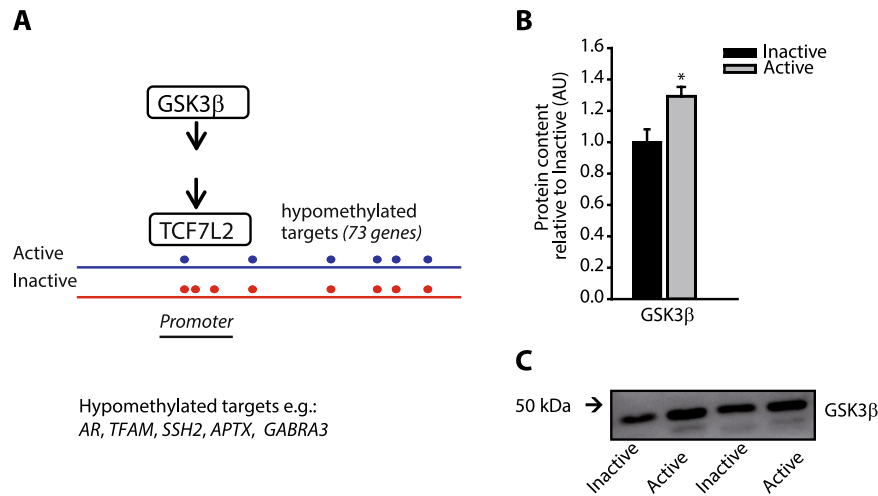 A
GSK3β
TCF7L2
hypomethylated
targets (73 genes)
Active
Inactive
Promoter
Hypomethylated targets e.g.:
AR, TFAM, SSH2, APTX, GABRA3
B
Inactive
Active
Protein content
relative to Inactive (AU)
1.6
1.4
1.2
1.0
0.8
0.6
0.4
0.2
0.0
*
GSK3β
C
50 kDa
GSK3β
Inactive
Active
Inactive
Active